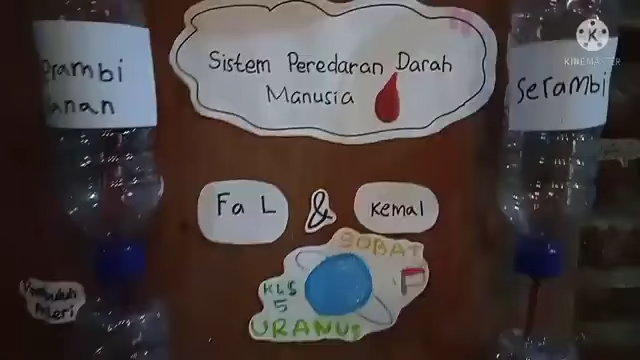 Sistem Peredaran Darah
Manusia
rambi
anan
serambi
Fa L & Kemal
SOBAT
KLS
5
URANUS
KINEMASTER